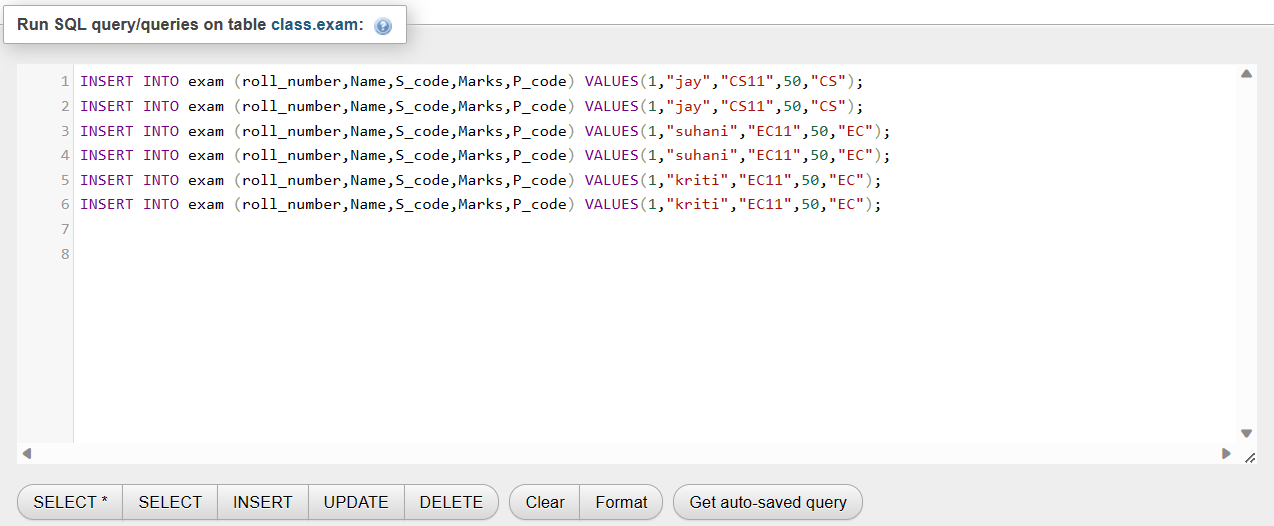 Run SQL query/queries on table class.exam:
1 INSERT INTO exam (roll_number,Name,S_code,Marks,P_code) VALUES(1,"jay","CS11",50,"CS");
2 INSERT INTO exam (roll_number,Name,S_code,Marks,P_code) VALUES(1,"jay","CS11",50,"CS");
3 INSERT INTO exam (roll_number,Name,S_code,Marks,P_code) VALUES(1,"suhani","EC11",50,"EC");
4 INSERT INTO exam (roll_number,Name,S_code,Marks,P_code) VALUES(1,"suhani","EC11",50,"EC");
5 INSERT INTO exam (roll_number,Name,S_code,Marks,P_code) VALUES(1,"kriti","EC11",50,"EC");
6 INSERT INTO exam (roll_number,Name,S_code,Marks,P_code) VALUES(1,"kriti","EC11",50,"EC");
7
8
SELECT * SELECT INSERT UPDATE DELETE Clear Format Get auto-saved query